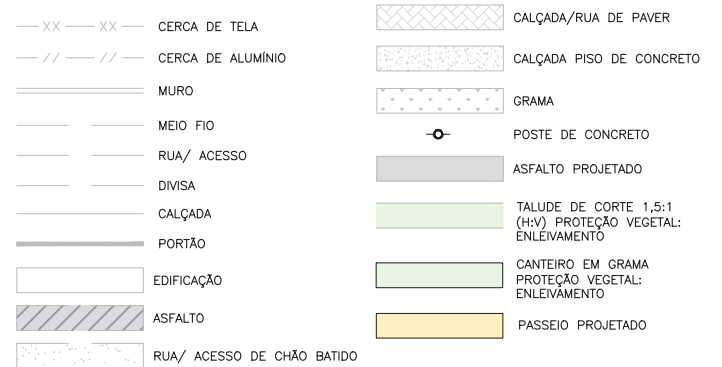 CERCA DE TELA
CERCA DE ALUMÍNIO
MURO
MEIO FIO
RUA/ ACESSO
DIVISA
CALÇADA
PORTÃO
EDIFICAÇÃO
ASFALTO
RUA/ ACESSO DE CHÃO BATIDO
CALÇADA/RUA DE PAVER
CALÇADA PISO DE CONCRETO
GRAMA
POSTE DE CONCRETO
ASFALTO PROJETADO
TALUDE DE CORTE 1,5:1
(H:V) PROTEÇÃO VEGETAL:
ENLEIVAMENTO
CANTEIRO EM GRAMA
PROTEÇÃO VEGETAL:
ENLEIVAMENTO
PASSEIO PROJETADO